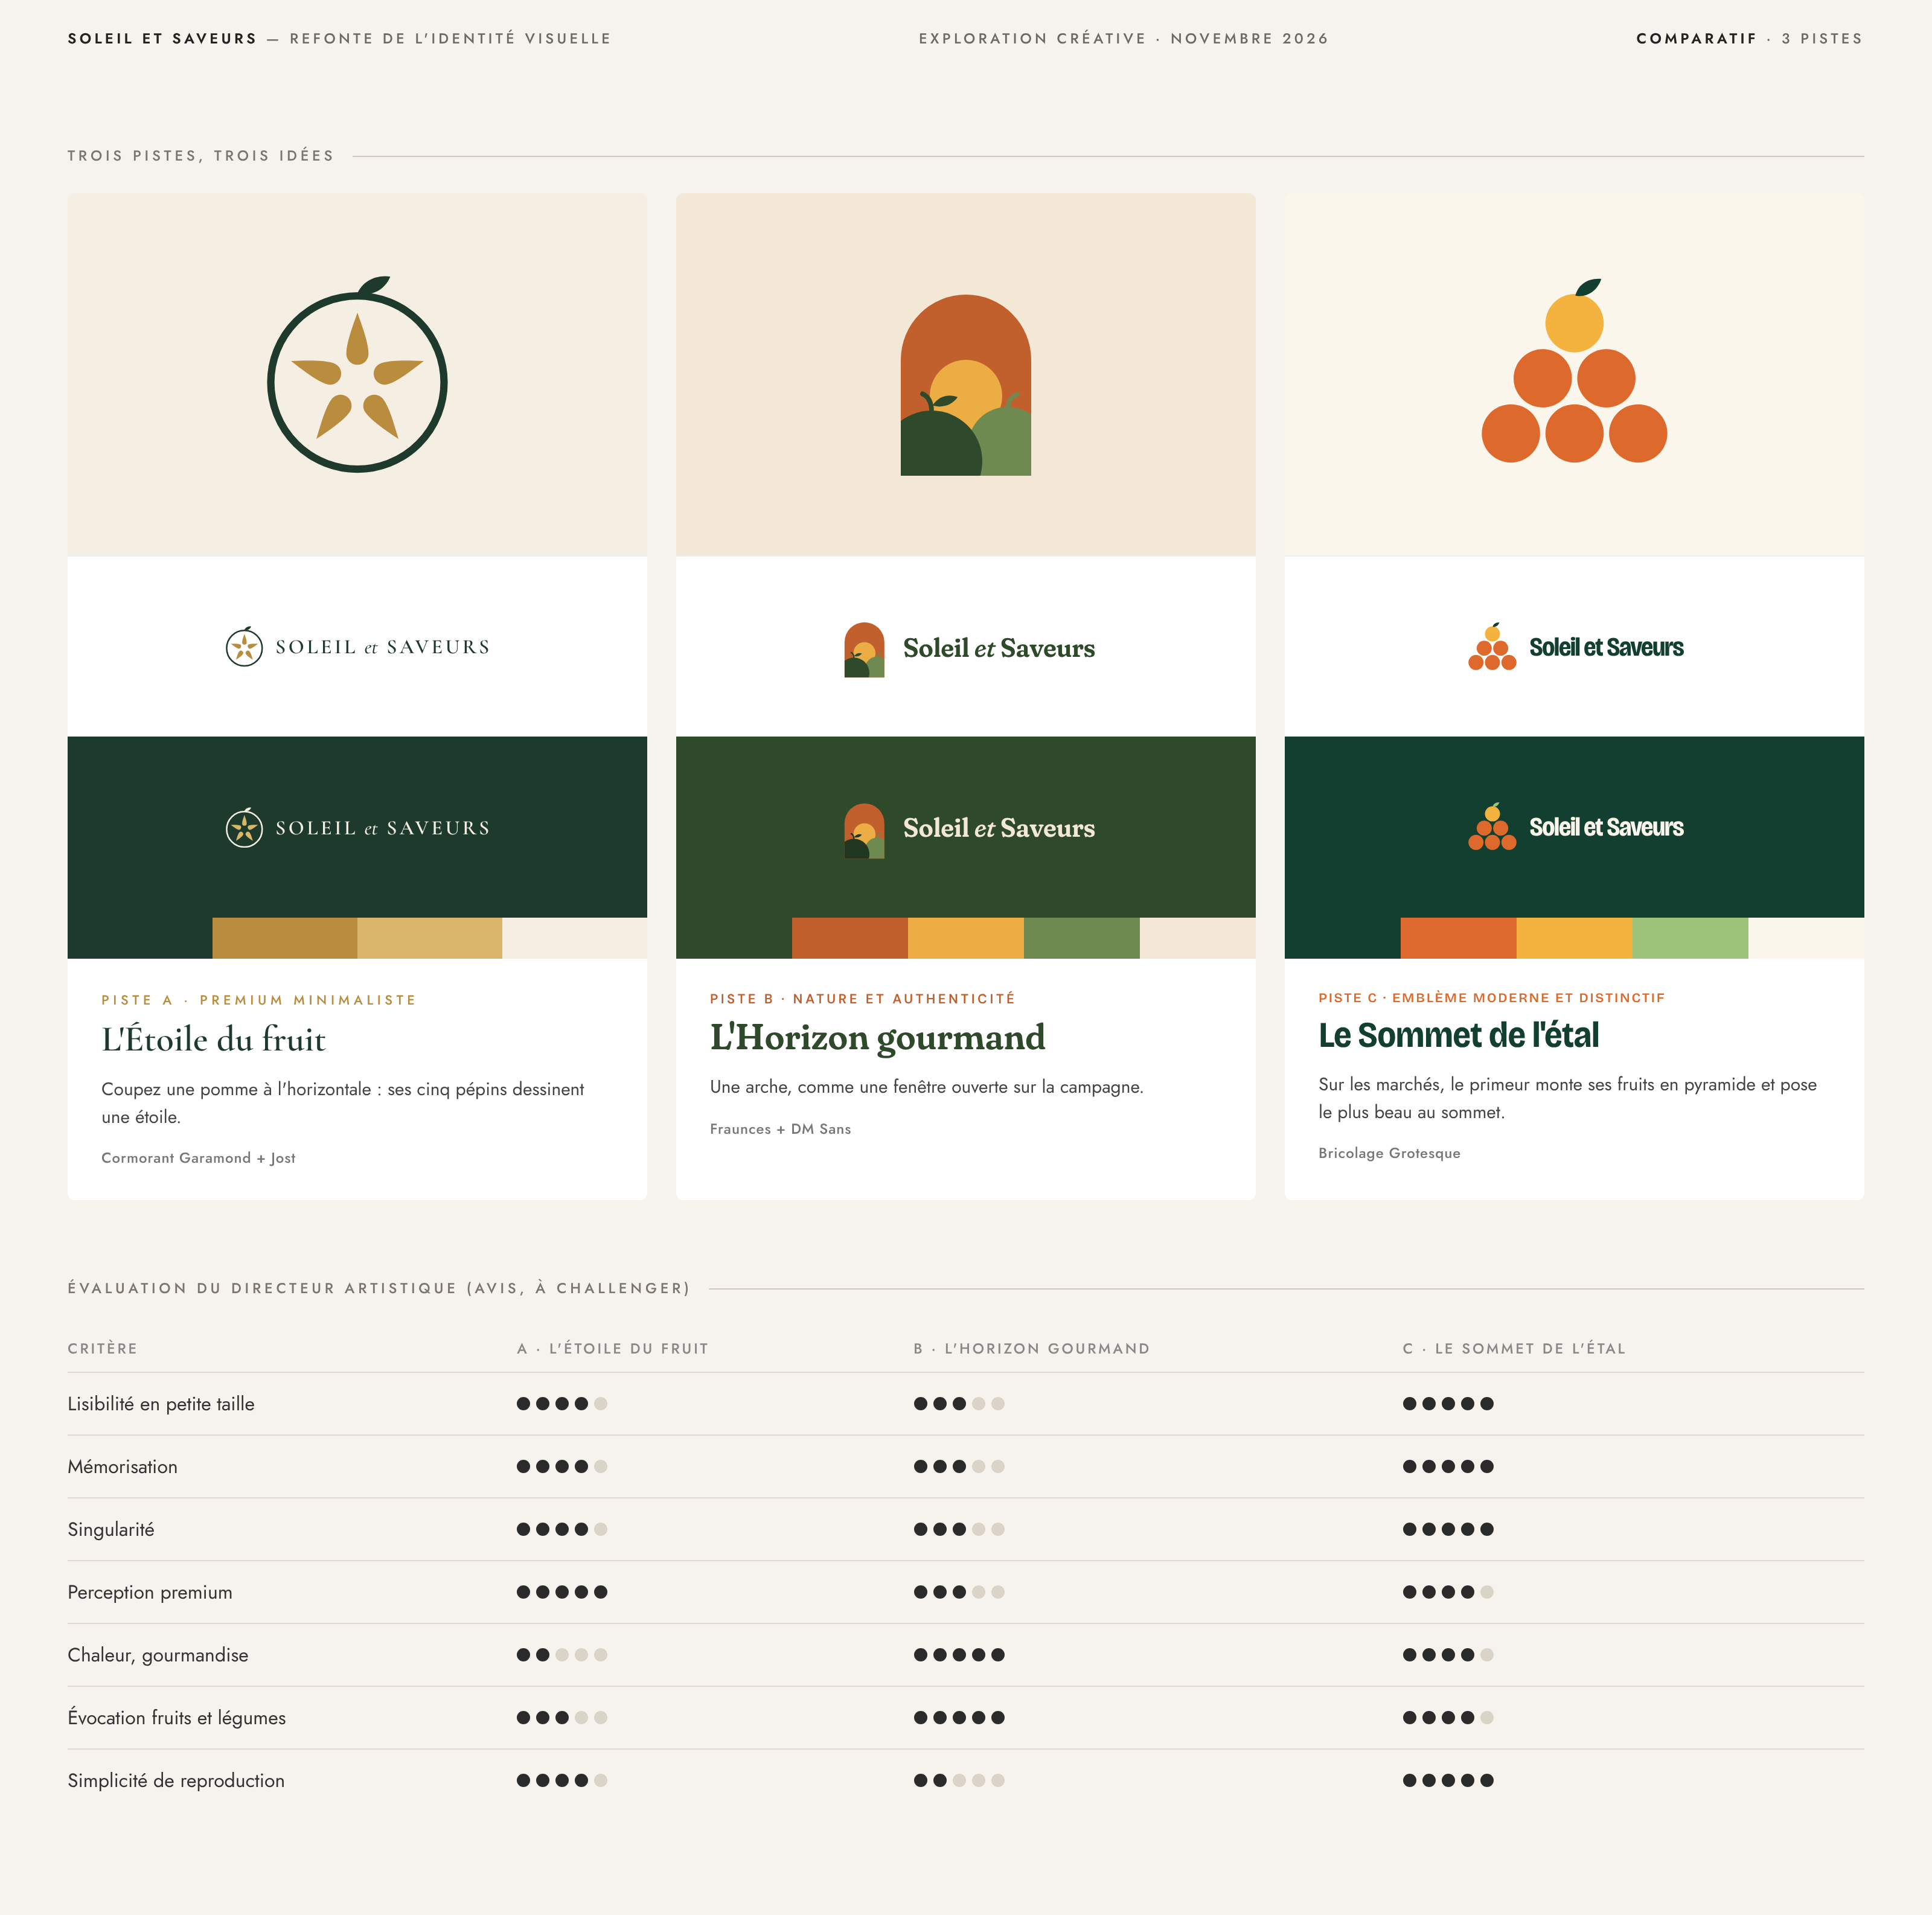 SOLEIL ET SAVEURS — REFONTE DE L'IDENTITÉ VISUELLE
EXPLORATION CRÉATIVE · NOVEMBRE 2026
COMPARATIF · 3 PISTES
TROIS PISTES, TROIS IDÉES
SOLEIL et SAVEURS
SOLEIL et SAVEURS
PISTE A · PREMIUM MINIMALISTE
L'Étoile du fruit
Coupez une pomme à l'horizontale : ses cinq pépins dessinent
une étoile.
Cormorant Garamond + Jost
Soleil et Saveurs
Soleil et Saveurs
PISTE B · NATURE ET AUTHENTICITÉ
L'Horizon gourmand
Une arche, comme une fenêtre ouverte sur la campagne.
Fraunces + DM Sans
Soleil et Saveurs
Soleil et Saveurs
PISTE C · EMBLÈME MODERNE ET DISTINCTIF
Le Sommet de l'étal
Sur les marchés, le primeur monte ses fruits en pyramide et pose
le plus beau au sommet.
Bricolage Grotesque
ÉVALUATION DU DIRECTEUR ARTISTIQUE (AVIS, À CHALLENGER)
CRITÈRE
A · L'ÉTOILE DU FRUIT
B · L'HORIZON GOURMAND
C · LE SOMMET DE L'ÉTAL
Lisibilité en petite taille
Mémorisation
Singularité
Perception premium
Chaleur, gourmandise
Évocation fruits et légumes
Simplicité de reproduction